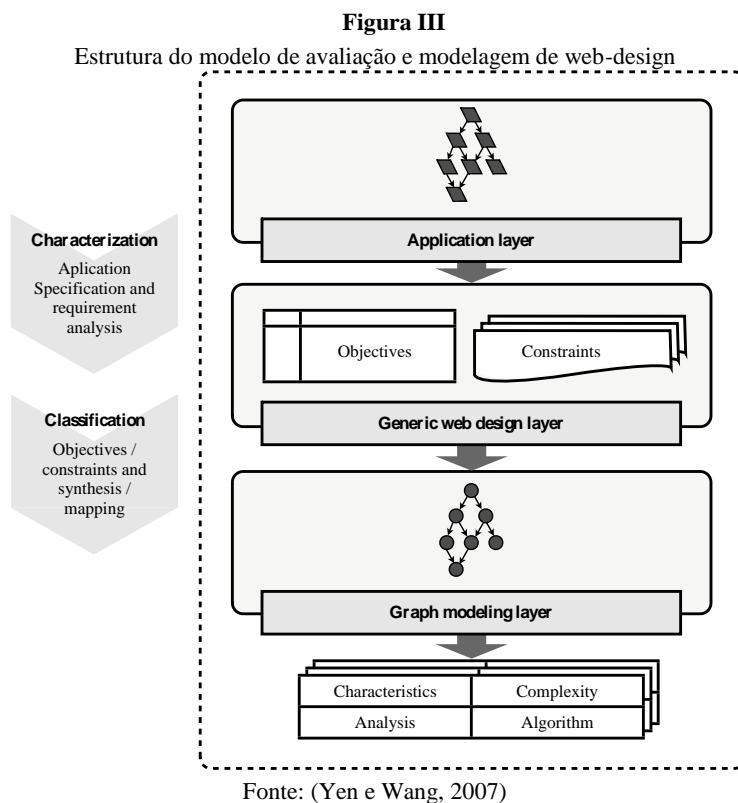 Figura III
Estrutura do modelo de avaliação e modelagem de web-design
Application layer
Characterization
Aplication
Specification and
requirement
analysis
Objectives
Constraints
Generic web design layer
Classification
Objectives /
constraints and
synthesis /
mapping
Graph modeling layer
Characteristics
Complexity
Analysis
Algorithm
Fonte: (Yen e Wang, 2007)